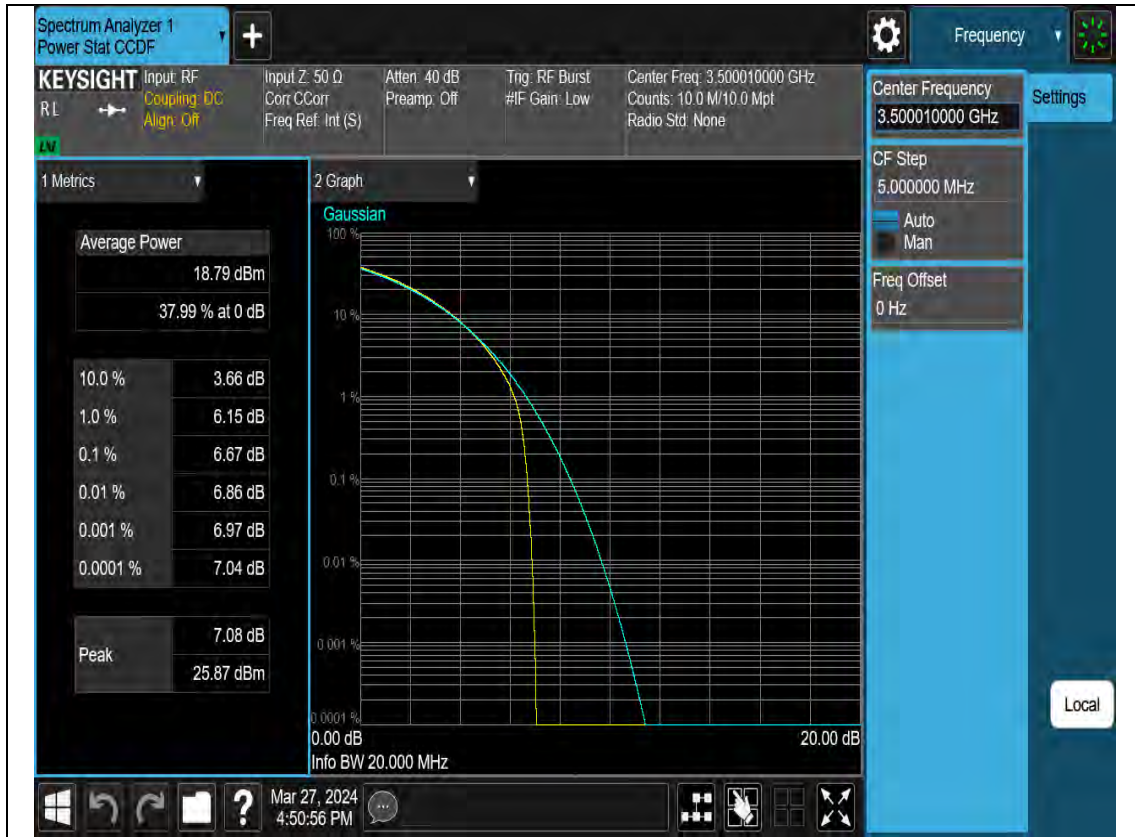 Spectrum Analyzer 1
Power Stat CCDF
Frequency
KEYSIGHT
RL
Input: RF
Coupling: DC
Align: Off
Input Z: 50 Ω
Corr CCorr
Freq Ref: Int (S)
Atten: 40 dB
Preamp: Off
Trig: RF Burst
#IF Gain: Low
Center Freq: 3.500010000 GHz
Counts: 10.0 M/10.0 Mpt
Radio Std: None
Center Frequency
3.500010000 GHz
Settings
CF Step
5.000000 MHz
Auto
Man
Freq Offset
0 Hz
1 Metrics
Average Power
18.79 dBm
37.99 % at 0 dB
10.0 % 3.66 dB
1.0 % 6.15 dB
0.1 % 6.67 dB
0.01 % 6.86 dB
0.001 % 6.97 dB
0.0001 % 7.04 dB
Peak
7.08 dB
25.87 dBm
2 Graph
Gaussian
100 %
10 %
1 %
0.1 %
0.01 %
0.001 %
0.0001 %
0.00 dB 20.00 dB
Info BW 20.000 MHz
Local
?
Mar 27, 2024
4:50:56 PM